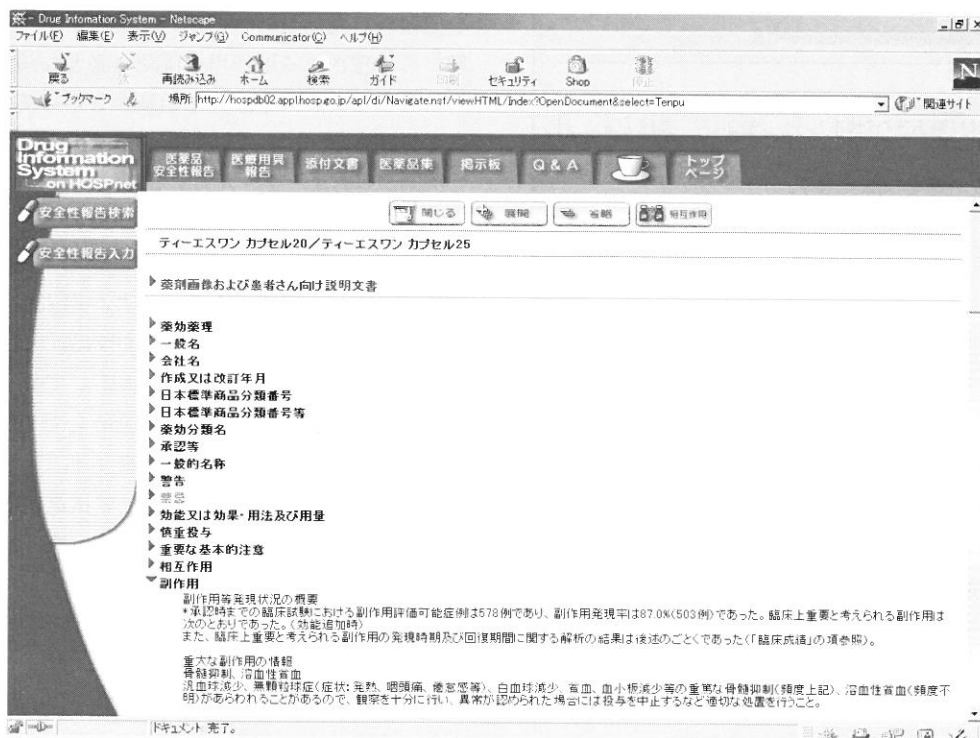 - Drug Infomation System - Netscape
ファイル(F) 編集(E) 表示(V) ジャンプ(G) Communicator(C) ヘルプ(H)
戻る 再読み込み ホーム 検索 ガイド 印刷 セキュリティ Shop 停止
ブックマーク 場所: http://hospdb02.appl.hosp.go.jp/apl/di/Navigate.nsf/viewHTML/Index?OpenDocument&select=Tenpu 関連サイト
Drug
Information
System
on HOSPnet
医薬品
安全性報告
医療用具
報告
添付文書
医薬品集
掲示板
Q & A
トップ
ページ
安全性報告検索
安全性報告入力
閉じる 展開 省略 相互作用
ティーエスワン カプセル20/ティーエスワン カプセル25
薬剤画像および患者さん向け説明文書
薬効薬理
一般名
会社名
作成又は改訂年月
日本標準商品分類番号
日本標準商品分類番号等
薬効分類名
承認等
一般的名称
警告
禁忌
効能又は効果・用法及び用量
慎重投与
重要な基本的注意
相互作用
副作用
副作用等発現状況の概要
*承認時までの臨床試験における副作用評価可能症例は578例であり、副作用発現率は87.0%(503例)であった。臨床上重要と考えられる副作用は
次のとおりであった。(効能追加時)
また、臨床上重要と考えられる副作用の発現時期及び回復期間に関する解析の結果は後述のごとくであった(「臨床成績」の項参照)。
重大な副作用の情報
骨髄抑制、溶血性貧血
汎血球減少、無顆粒球症(症状:発熱、咽頭痛、倦怠感等)、白血球減少、貧血、血小板減少等の重篤な骨髄抑制(頻度上記)、溶血性貧血(頻度不
明)があらわれることがあるので、観察を十分に行い、異常が認められた場合には投与を中止するなど適切な処置を行うこと。
ドキュメント: 完了。